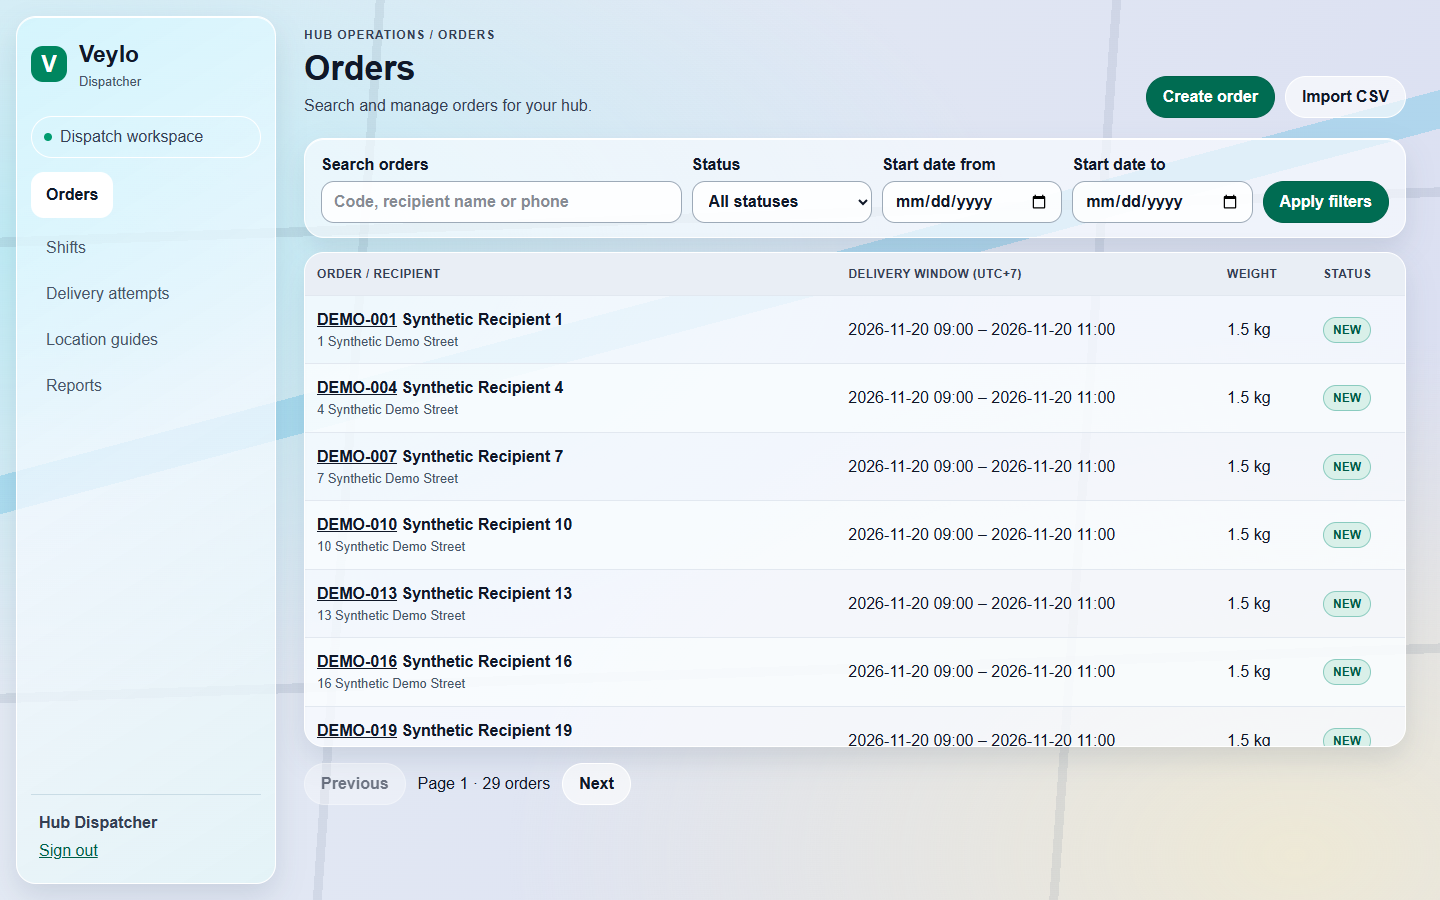 V
Veylo
Dispatcher
Dispatch workspace
Orders
Shifts
Delivery attempts
Location guides
Reports
Hub Dispatcher
Sign out
HUB OPERATIONS / ORDERS
Orders
Search and manage orders for your hub.
Create order
Import CSV
Search orders
Code, recipient name or phone
Status
All statuses
Start date from
mm/dd/yyyy
Start date to
mm/dd/yyyy
Apply filters
ORDER / RECIPIENT DELIVERY WINDOW (UTC+7) WEIGHT STATUS
DEMO-001 Synthetic Recipient 1
1 Synthetic Demo Street
2026-11-20 09:00 – 2026-11-20 11:00 1.5 kg NEW
DEMO-004 Synthetic Recipient 4
4 Synthetic Demo Street
2026-11-20 09:00 – 2026-11-20 11:00 1.5 kg NEW
DEMO-007 Synthetic Recipient 7
7 Synthetic Demo Street
2026-11-20 09:00 – 2026-11-20 11:00 1.5 kg NEW
DEMO-010 Synthetic Recipient 10
10 Synthetic Demo Street
2026-11-20 09:00 – 2026-11-20 11:00 1.5 kg NEW
DEMO-013 Synthetic Recipient 13
13 Synthetic Demo Street
2026-11-20 09:00 – 2026-11-20 11:00 1.5 kg NEW
DEMO-016 Synthetic Recipient 16
16 Synthetic Demo Street
2026-11-20 09:00 – 2026-11-20 11:00 1.5 kg NEW
DEMO-019 Synthetic Recipient 19
2026-11-20 09:00 – 2026-11-20 11:00 1.5 kg NEW
Previous
Page 1 · 29 orders
Next